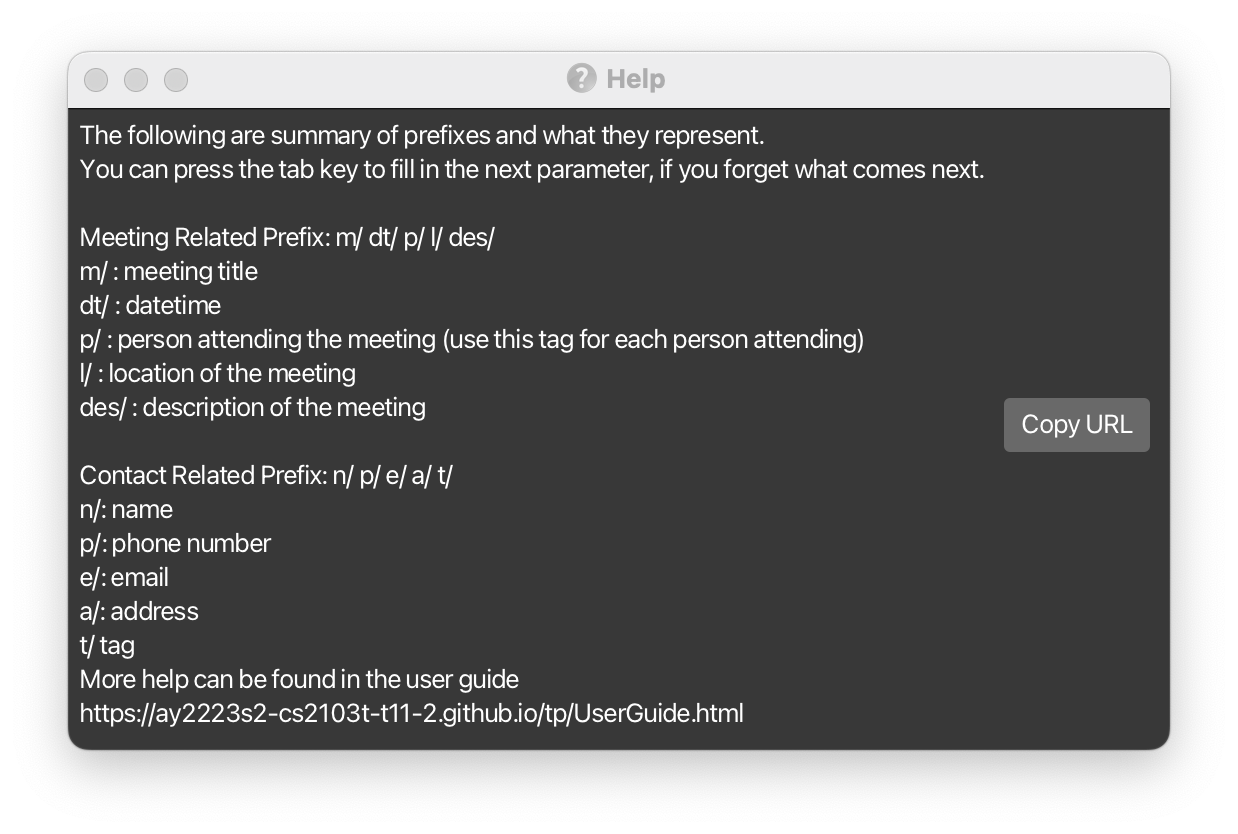 Help
The following are summary of prefixes and what they represent.
You can press the tab key to fill in the next parameter, if you forget what comes next.
Meeting Related Prefix: m/ dt/ p/ l/ des/
m/ : meeting title
dt/ : datetime
p/ : person attending the meeting (use this tag for each person attending)
l/ : location of the meeting
des/ : description of the meeting
Copy URL
Contact Related Prefix: n/ p/ e/ a/ t/
n/: name
p/: phone number
e/: email
a/: address
t/ tag
More help can be found in the user guide
https://ay2223s2-cs2103t-t11-2.github.io/tp/UserGuide.html